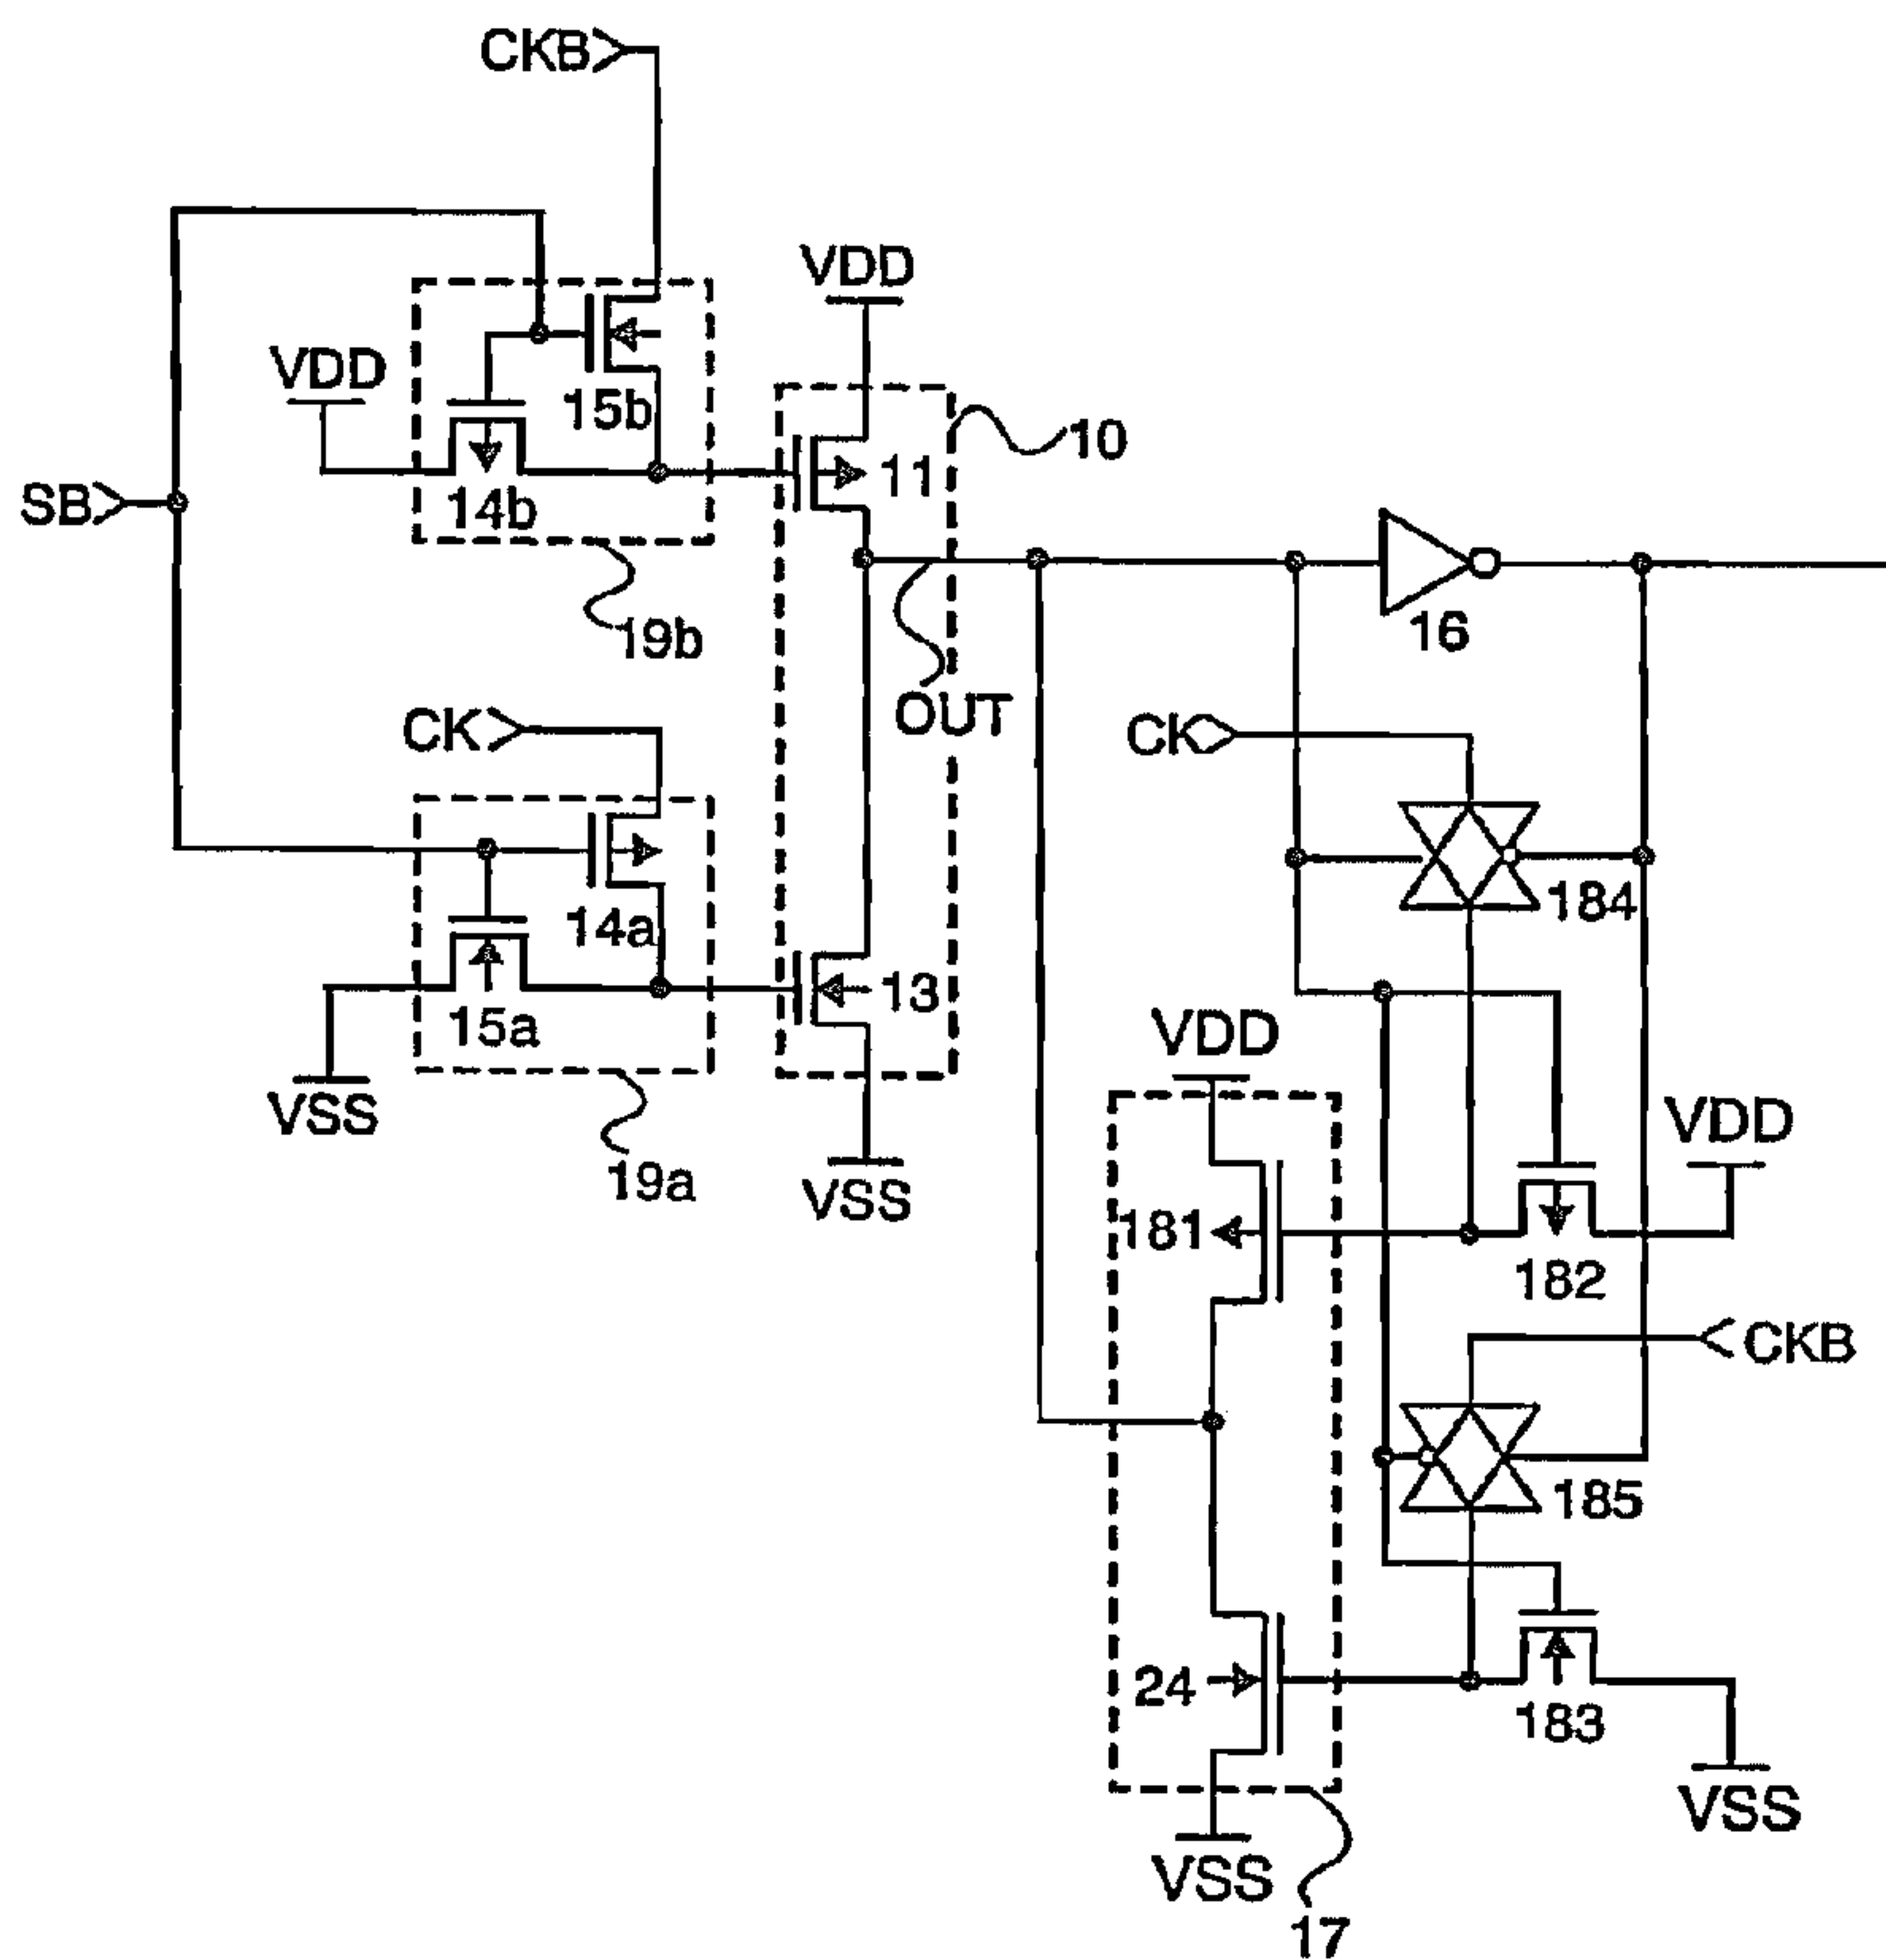 CKB
VDD
10
VDD
15b
11
SB
14b
16
19b
OUT
CK
CK
14a
184
13
15a
VDD
VSS
VDD
19a
VSS
181
182
CKB
185
24
183
VSS
VSS
17